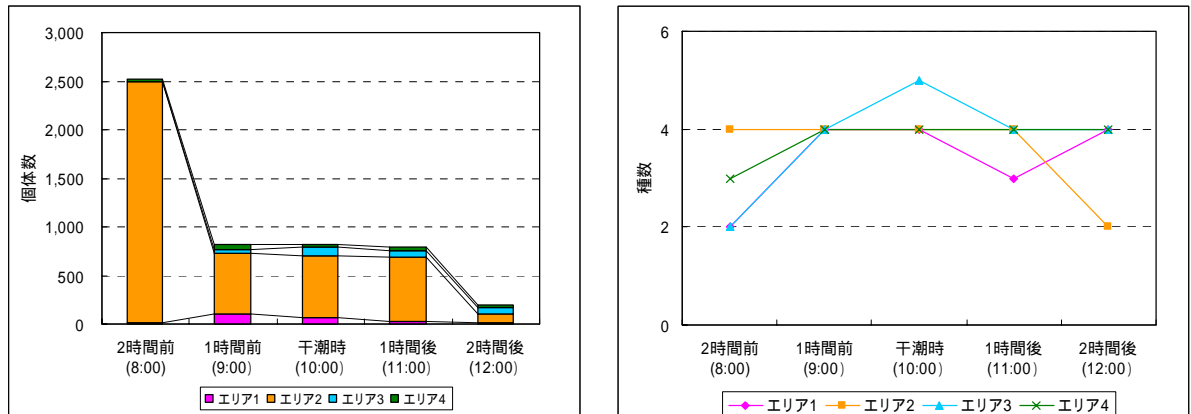 3,000
2,500
2,000
1,500
1,000
500
0
個体数
2時間前 1時間前 干潮時 1時間後 2時間後
(8:00) (9:00) (10:00) (11:00) (12:00)
エリア1 エリア2 エリア3 エリア4
6
4
2
0
種数
2時間前 1時間前 干潮時 1時間後 2時間後
(8:00) (9:00) (10:00) (11:00) (12:00)
エリア1 エリア2 エリア3 エリア4